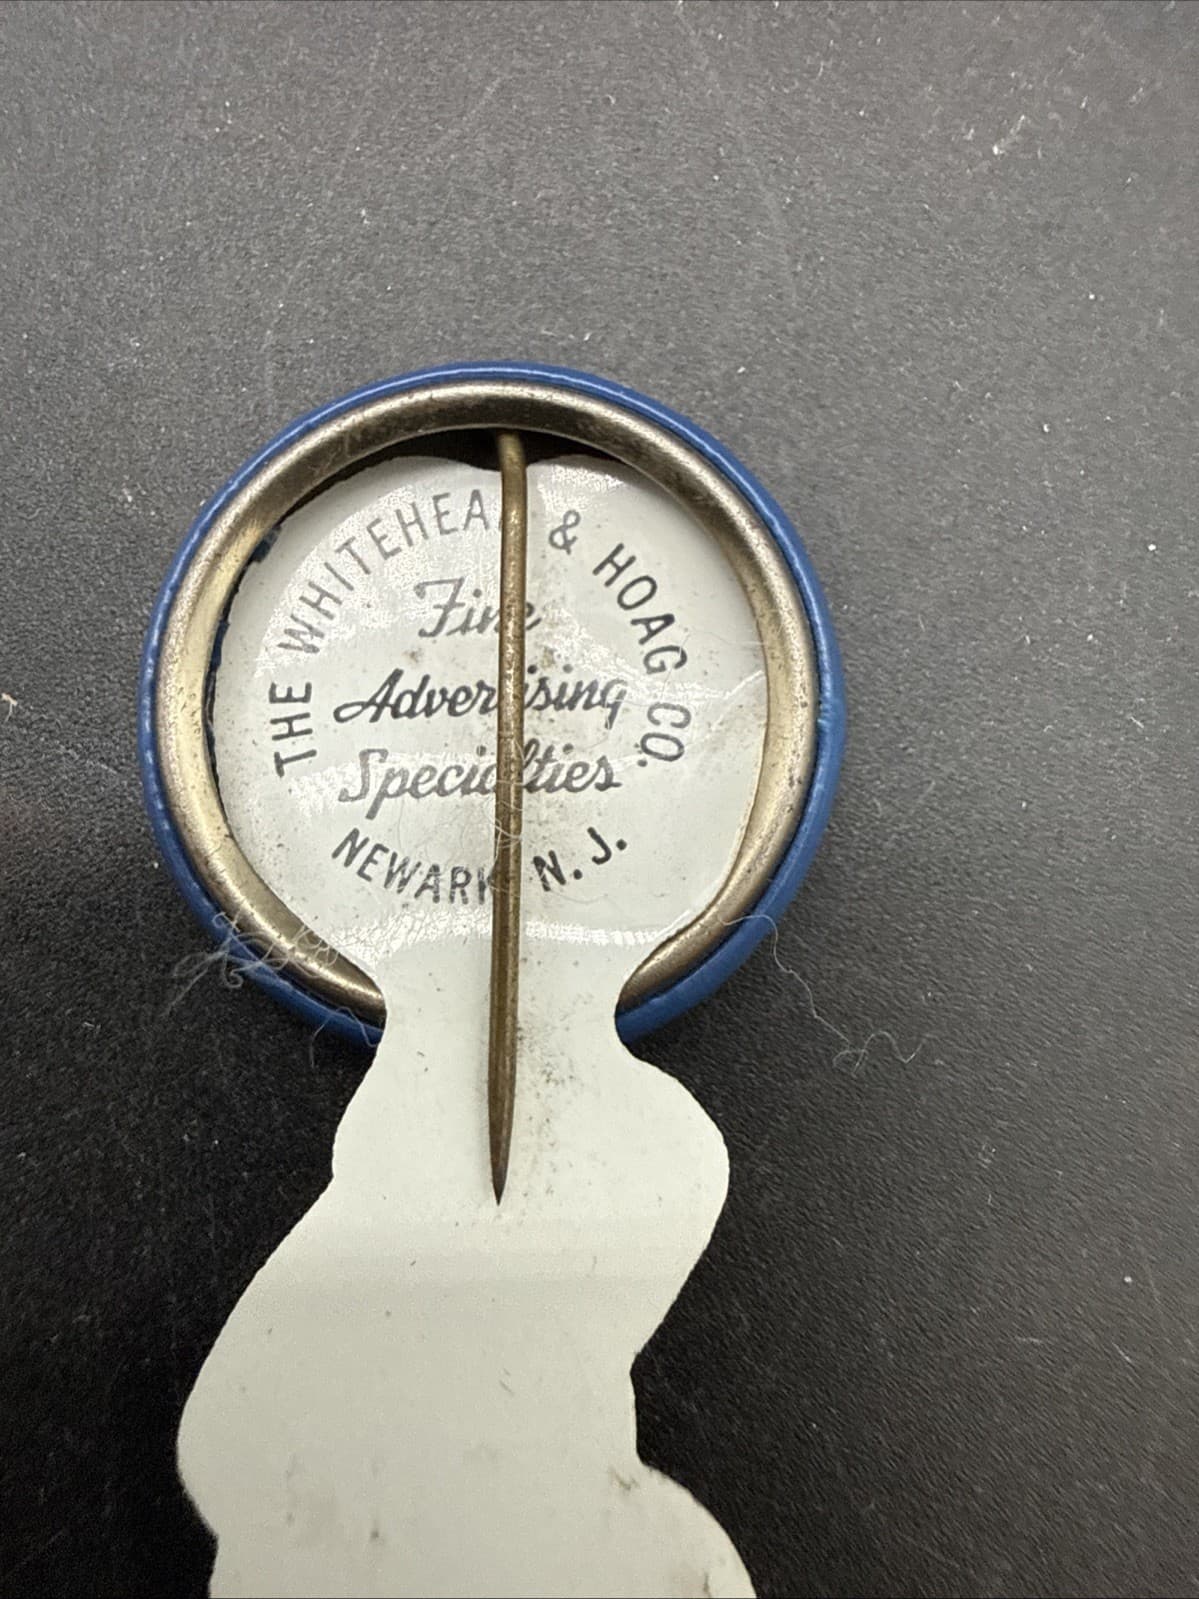 THE WHITEHEAD & HOAG CO.
Fine
Advertising
Specialties
NEWARK N. J.